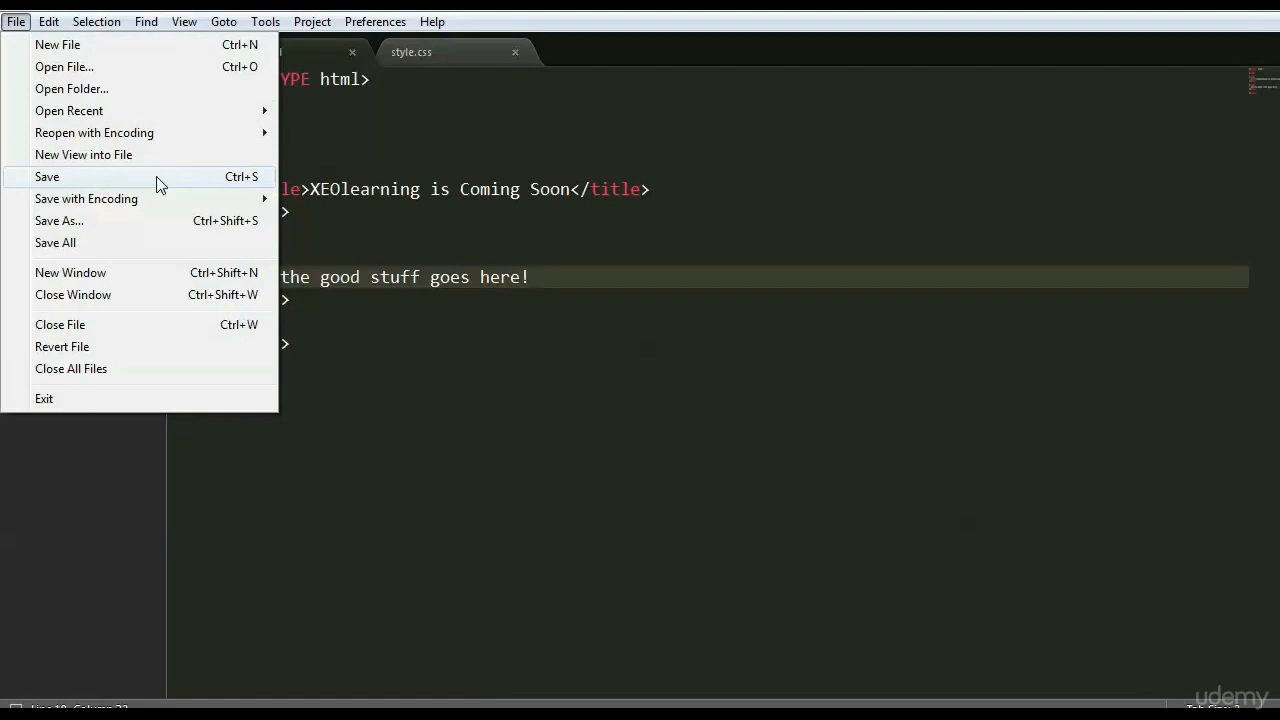 File Edit Selection Find View Goto Tools Project Preferences Help
New File Ctrl+N
Open File... Ctrl+O
Open Folder...
Open Recent
Reopen with Encoding
New View into File
Save Ctrl+S
Save with Encoding
Save As... Ctrl+Shift+S
Save All
New Window Ctrl+Shift+N
Close Window Ctrl+Shift+W
Close File Ctrl+W
Revert File
Close All Files
Exit
style.css
YPE html>
le>XEOlearning is Coming Soon</title>
>
the good stuff goes here!
>
>
udemy